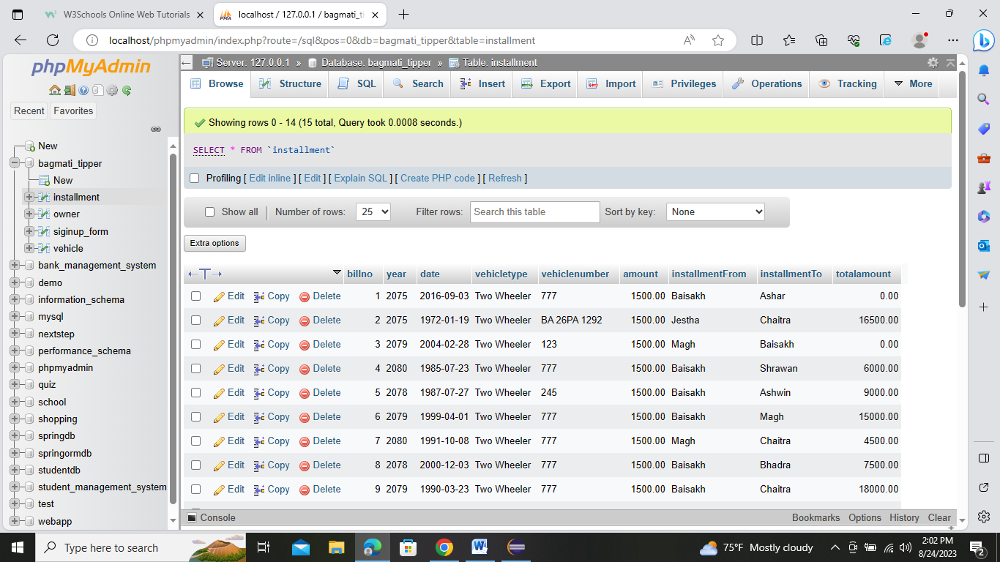 W3Schools Online Web Tutorials
localhost / 127.0.0.1 / bagmati_ti
localhost/phpmyadmin/index.php?route=/sql&pos=0&db=bagmati_tipper&table=installment
phpMyAdmin
Recent Favorites
New
bagmati_tipper
New
installment
owner
siginup_form
vehicle
bank_management_system
demo
information_schema
mysql
nextstep
performance_schema
phpmyadmin
quiz
school
shopping
springdb
springormdb
studentdb
student_management_system
test
webapp
Server: 127.0.0.1 » Database: bagmati_tipper » Table: installment
Browse Structure SQL Search Insert Export Import Privileges Operations Tracking More
Showing rows 0 - 14 (15 total, Query took 0.0008 seconds.)
SELECT * FROM `installment`
Profiling [ Edit inline ] [ Edit ] [ Explain SQL ] [ Create PHP code ] [ Refresh ]
Show all Number of rows: 25 Filter rows: Search this table Sort by key: None
Extra options
billno year date vehicletype vehiclenumber amount installmentFrom installmentTo totalamount
Edit Copy Delete 1 2075 2016-09-03 Two Wheeler 777 1500.00 Baisakh Ashar 0.00
Edit Copy Delete 2 2075 1972-01-19 Two Wheeler BA 26PA 1292 1500.00 Jestha Chaitra 16500.00
Edit Copy Delete 3 2079 2004-02-28 Two Wheeler 123 1500.00 Magh Baisakh 0.00
Edit Copy Delete 4 2080 1985-07-23 Two Wheeler 777 1500.00 Baisakh Shrawan 6000.00
Edit Copy Delete 5 2078 1987-07-27 Two Wheeler 245 1500.00 Baisakh Ashwin 9000.00
Edit Copy Delete 6 2079 1999-04-01 Two Wheeler 777 1500.00 Baisakh Magh 15000.00
Edit Copy Delete 7 2080 1991-10-08 Two Wheeler 777 1500.00 Magh Chaitra 4500.00
Edit Copy Delete 8 2078 2000-12-03 Two Wheeler 777 1500.00 Baisakh Bhadra 7500.00
Edit Copy Delete 9 2079 1990-03-23 Two Wheeler 777 1500.00 Baisakh Chaitra 18000.00
Console Bookmarks Options History Clear
Type here to search
75°F Mostly cloudy
2:02 PM
8/24/2023
2